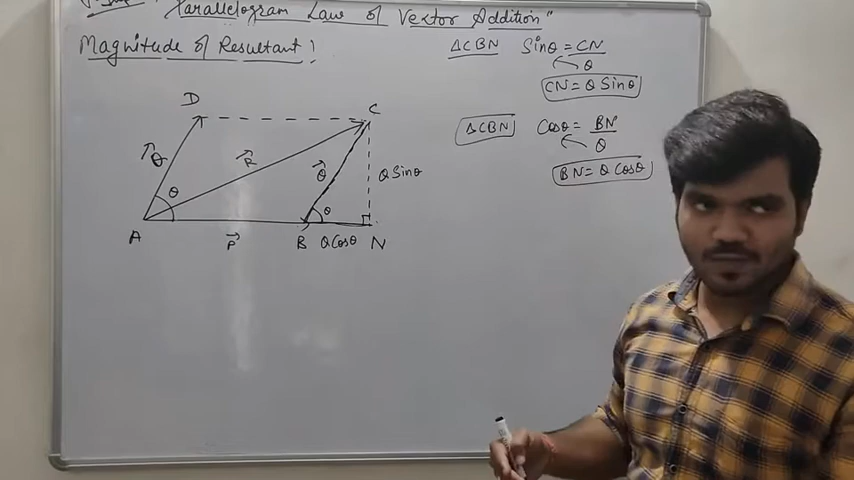 Parallelogram Law of Vextor Addition"
Magnitude of Resultant :
ΔCBN Sinθ = CN/Q
CN = Q Sinθ
ΔCBN Cosθ = BN/Q
BN = Q Cosθ
D C
Q R Q Q Sinθ
θ θ
A P B Q Cosθ N